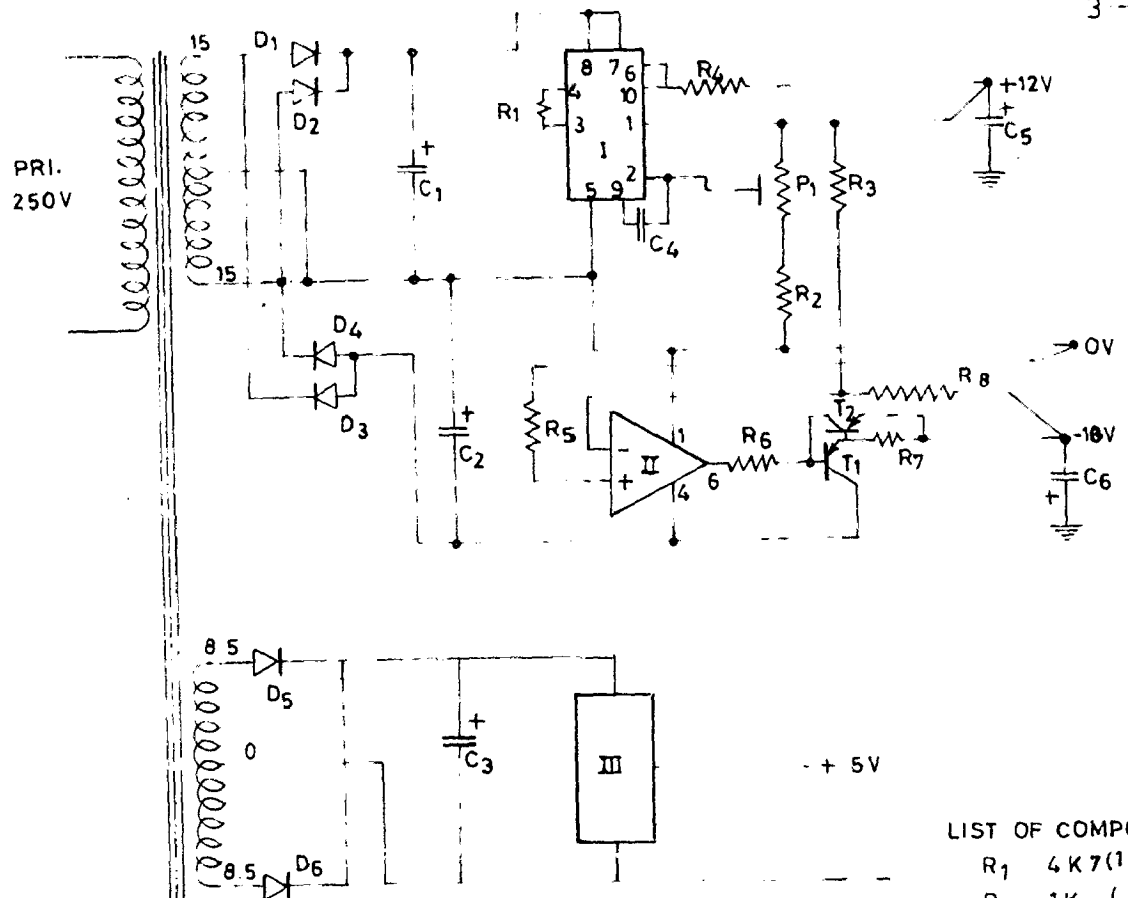 3 -
15
D1
D2
PRI.
250V
15
C1
+
8 7
6
4
10
R1
3
1
I
2
5 9
C4
R4
P1
R3
R2
+12V
+
C5
D4
D3
+
C2
R5
-
+
II
1
4
6
R6
T2
T1
R7
R8
0V
-18V
C6
+
8 5
D5
0
8.5
D6
+
C3
III
+ 5V
LIST OF COMP
R1 4K7(1
1K (